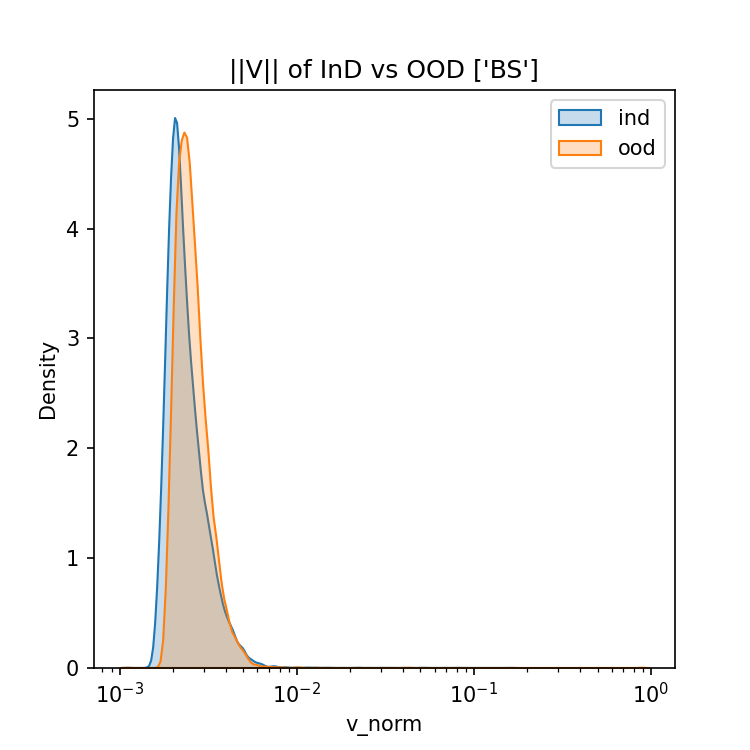 ||V|| of InD vs OOD ['BS']
ind
ood
Density
5
4
3
2
1
0
10⁻³ 10⁻² 10⁻¹ 10⁰
v_norm